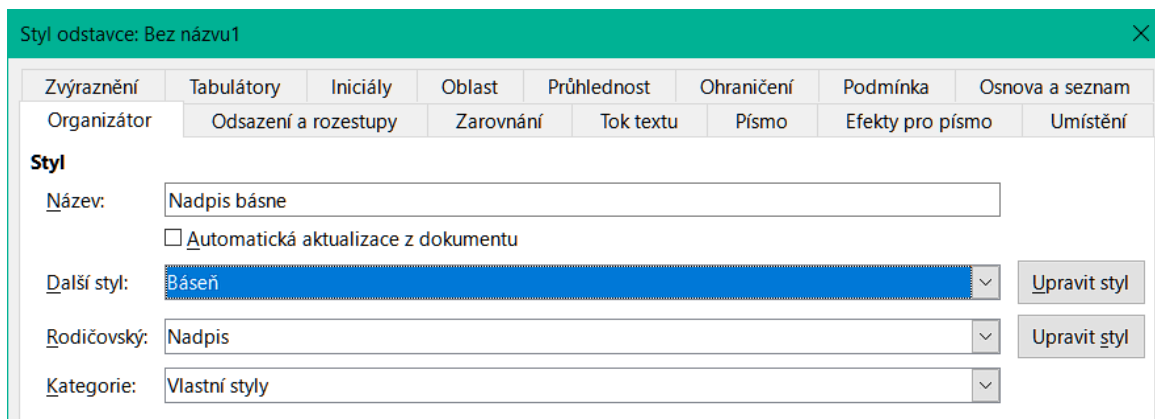 Styl odstavce: Bez názvu1
Zvýraznění Tabulátory Iniciály Oblast Průhlednost Ohraničení Podmínka Osnova a seznam
Organizátor Odsazení a rozestupy Zarovnání Tok textu Písmo Efekty pro písmo Umístění
Styl
Název: Nadpis básne
Automatická aktualizace z dokumentu
Další styl: Báseň Upravit styl
Rodičovský: Nadpis Upravit styl
Kategorie: Vlastní styly